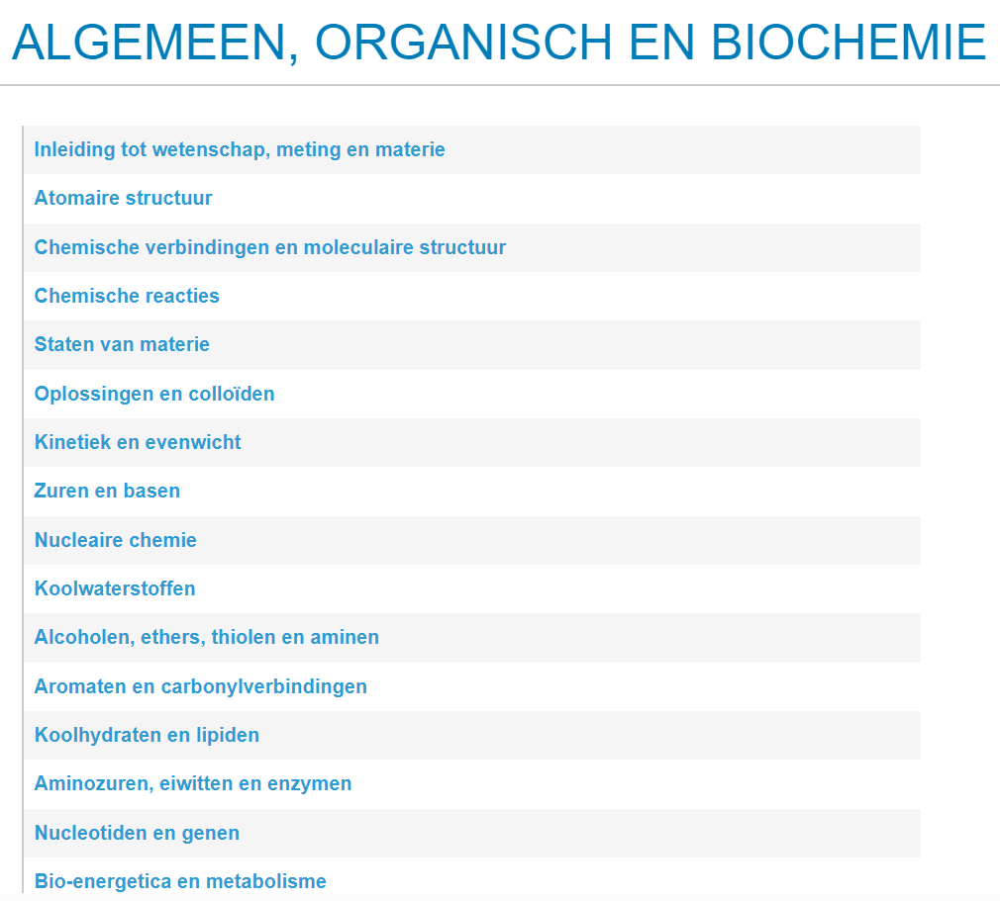 ALGEMEEN, ORGANISCH EN BIOCHEMIE
Inleiding tot wetenschap, meting en materie
Atomaire structuur
Chemische verbindingen en moleculaire structuur
Chemische reacties
Staten van materie
Oplossingen en colloïden
Kinetiek en evenwicht
Zuren en basen
Nucleaire chemie
Koolwaterstoffen
Alcoholen, ethers, thiolen en aminen
Aromaten en carbonylverbindingen
Koolhydraten en lipiden
Aminozuren, eiwitten en enzymen
Nucleotiden en genen
Bio-energetica en metabolisme